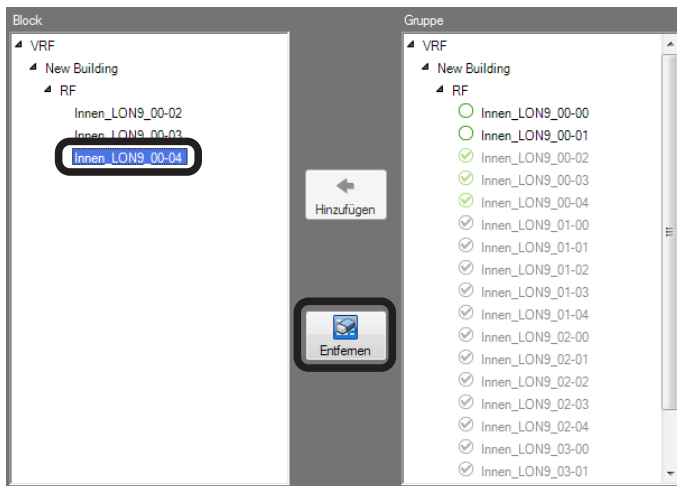 Block
VRF
New Building
RF
Innen_LON9_00-02
Innen_LON9_00-03
Innen_LON9_00-04
Hinzufügen
Entfernen
Gruppe
VRF
New Building
RF
Innen_LON9_00-00
Innen_LON9_00-01
Innen_LON9_00-02
Innen_LON9_00-03
Innen_LON9_00-04
Innen_LON9_01-00
Innen_LON9_01-01
Innen_LON9_01-02
Innen_LON9_01-03
Innen_LON9_01-04
Innen_LON9_02-00
Innen_LON9_02-01
Innen_LON9_02-02
Innen_LON9_02-03
Innen_LON9_02-04
Innen_LON9_03-00
Innen_LON9_03-01